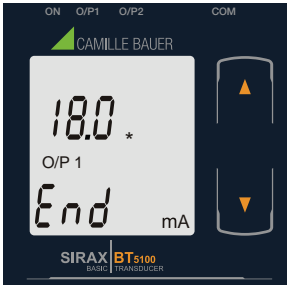 ON O/P1 O/P2 COM
CAMILLE BAUER
18.0 *
O/P 1
End mA
SIRAX BT5100
BASIC TRANSDUCER